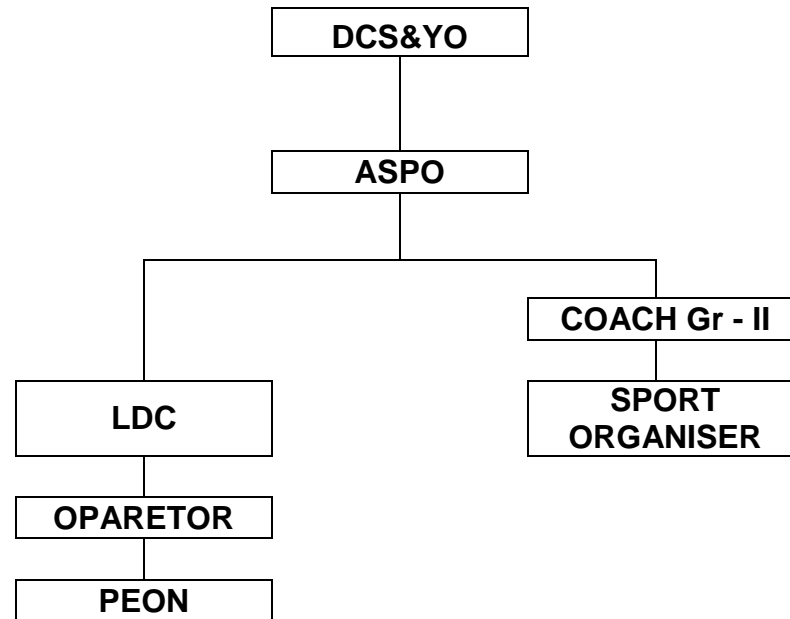 DCS&YO
ASPO
COACH Gr - II
LDC
SPORT
ORGANISER
OPARETOR
PEON